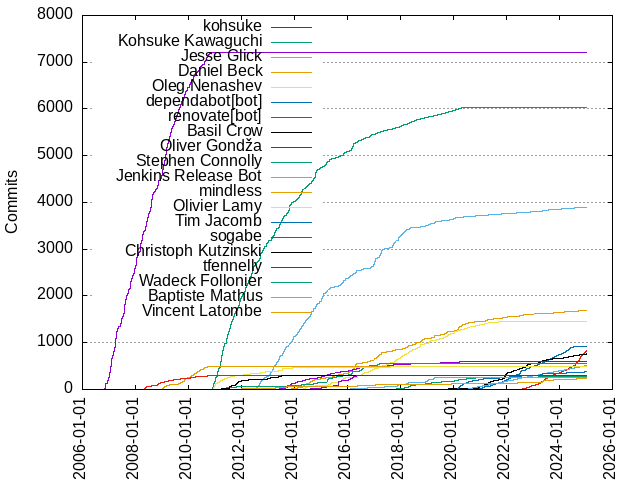 8000
7000
6000
5000
4000
3000
2000
1000
0
Commits
kohsuke
Kohsuke Kawaguchi
Jesse Glick
Daniel Beck
Oleg Nenashev
dependabot[bot]
renovate[bot]
Basil Crow
Oliver Gondža
Stephen Connolly
Jenkins Release Bot
mindless
Olivier Lamy
Tim Jacomb
sogabe
Christoph Kutzinski
tfennelly
Wadeck Follonier
Baptiste Mathus
Vincent Latombe
2006-01-01
2008-01-01
2010-01-01
2012-01-01
2014-01-01
2016-01-01
2018-01-01
2020-01-01
2022-01-01
2024-01-01
2026-01-01